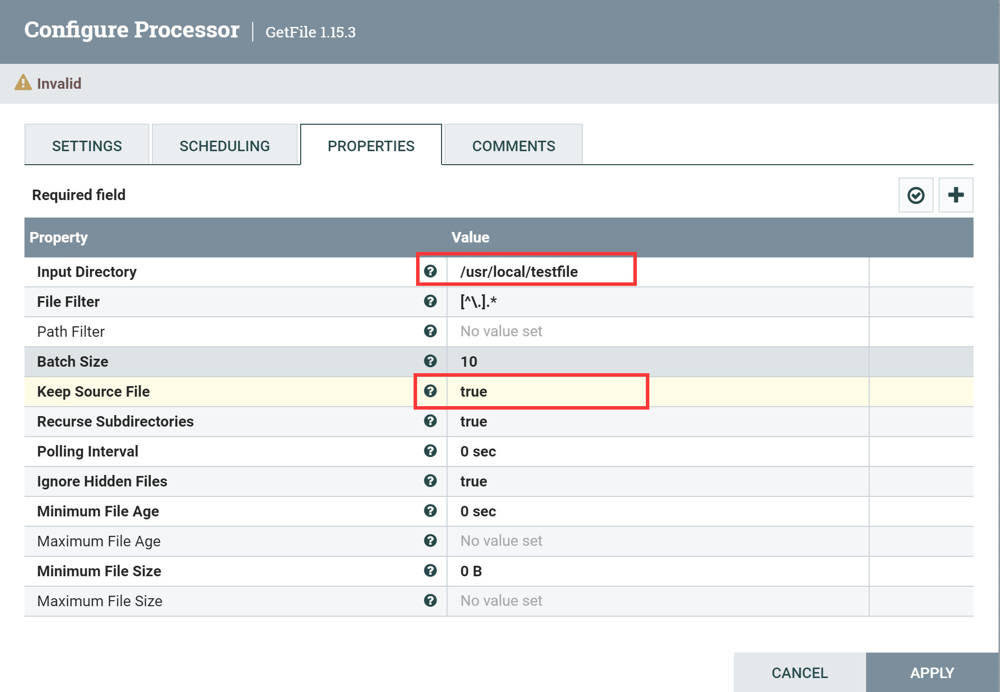 Configure Processor | GetFile 1.15.3
Invalid
SETTINGS SCHEDULING PROPERTIES COMMENTS
Required field
Property Value
Input Directory /usr/local/testfile
File Filter [^\.].*
Path Filter No value set
Batch Size 10
Keep Source File true
Recurse Subdirectories true
Polling Interval 0 sec
Ignore Hidden Files true
Minimum File Age 0 sec
Maximum File Age No value set
Minimum File Size 0 B
Maximum File Size No value set
CANCEL APPLY